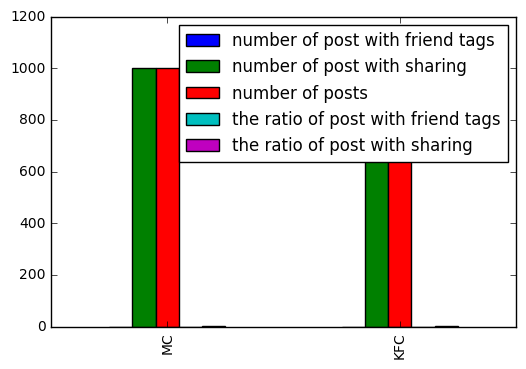 1200
1000
800
600
400
200
0
number of post with friend tags
number of post with sharing
number of posts
the ratio of post with friend tags
the ratio of post with sharing
MC
KFC